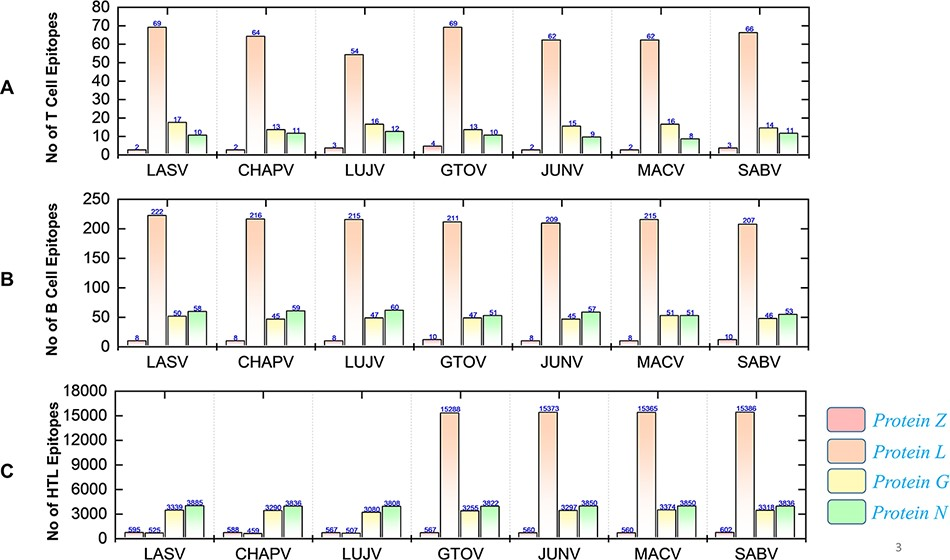 A
No of T Cell Epitopes
80
70
60
50
40
30
20
10
0
2 69 17 10
2 64 13 11
3 54 16 12
4 69 13 10
2 62 15 9
2 62 16 8
3 66 14 11
LASV CHAPV LUJV GTOV JUNV MACV SABV
B
No of B Cell Epitopes
250
200
150
100
50
0
8 222 50 58
8 216 45 59
8 215 47 60
10 211 47 51
8 209 45 57
8 215 51 51
10 207 46 53
LASV CHAPV LUJV GTOV JUNV MACV SABV
C
No of HTL Epitopes
18000
15000
12000
9000
6000
3000
0
595 525 3339 3885
588 459 3290 3836
567 507 3080 3808
567 15288 3255 3822
560 15373 3297 3850
560 15365 3374 3850
602 15386 3318 3836
LASV CHAPV LUJV GTOV JUNV MACV SABV
Protein Z
Protein L
Protein G
Protein N
3